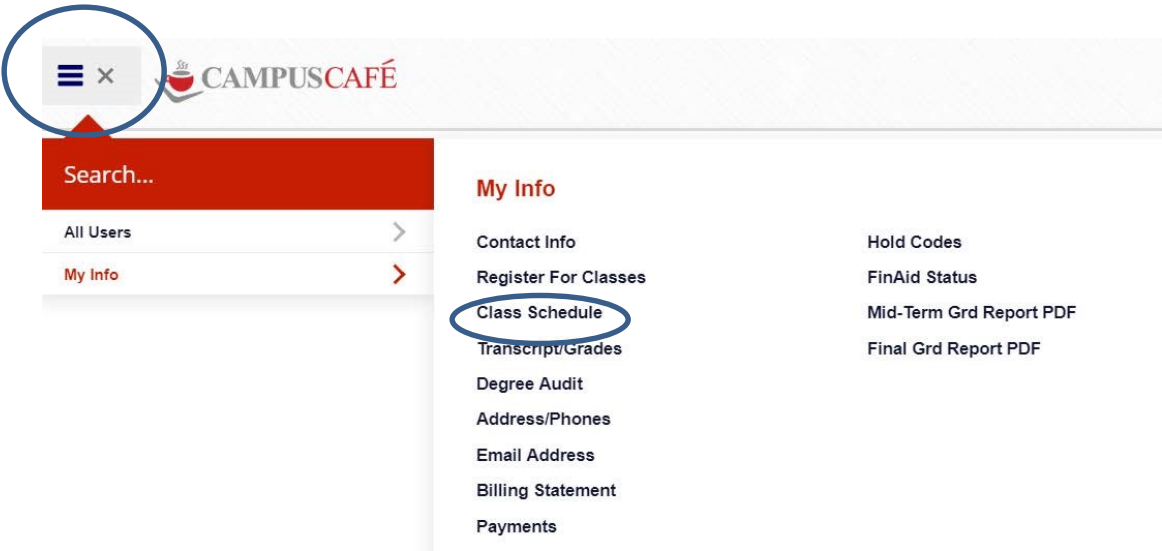 CAMPUSCAFÉ
Search...
All Users
My Info
My Info
Contact Info
Register For Classes
Class Schedule
Transcript/Grades
Degree Audit
Address/Phones
Email Address
Billing Statement
Payments
Hold Codes
FinAid Status
Mid-Term Grd Report PDF
Final Grd Report PDF